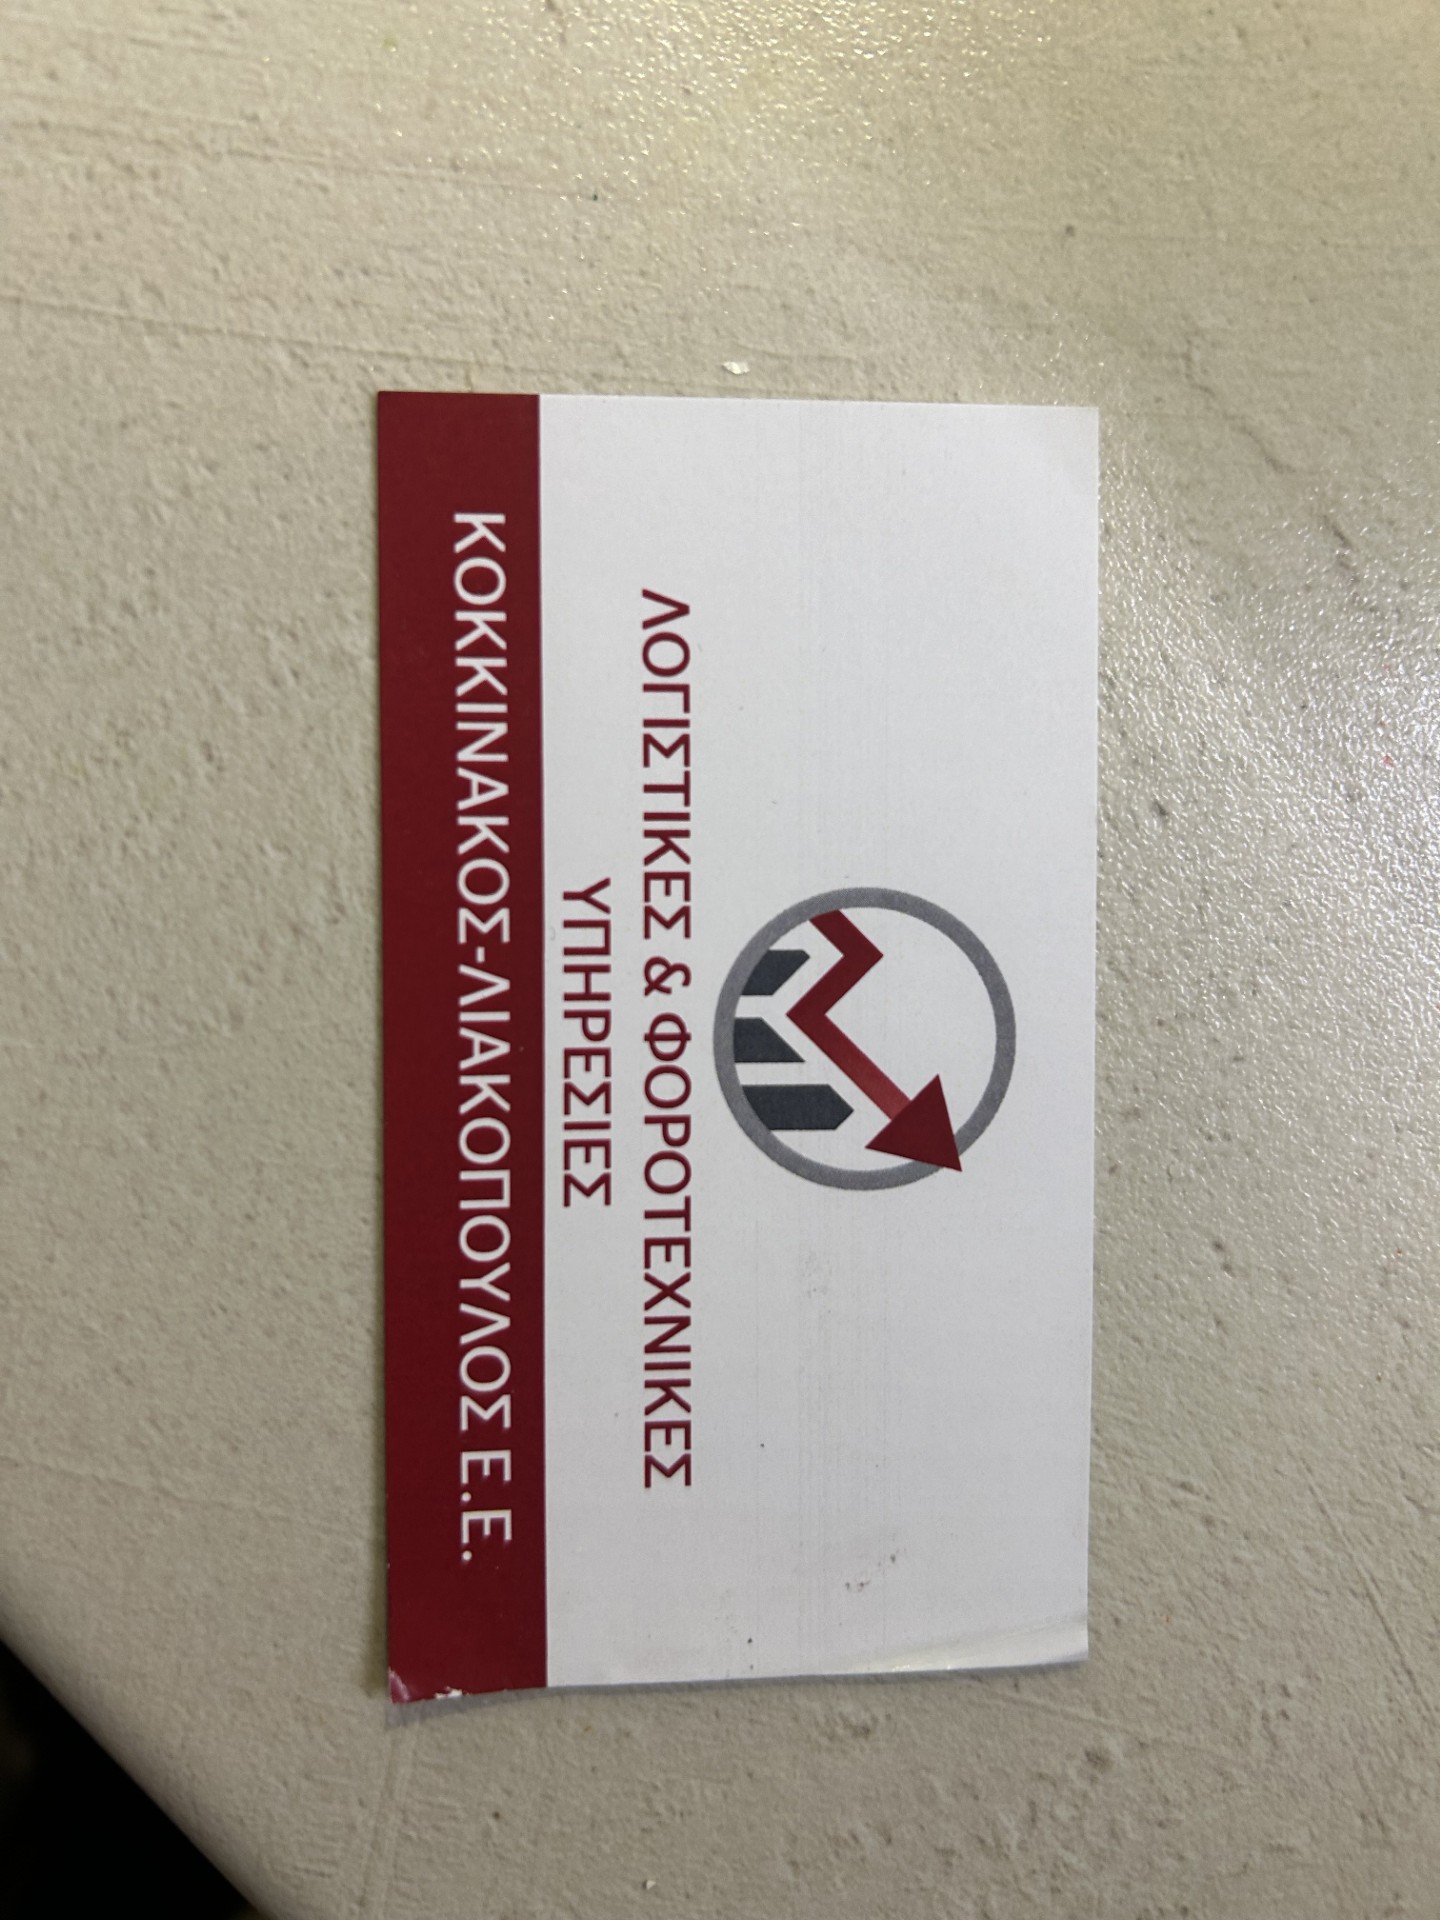 ΛΟΓΙΣΤΙΚΕΣ & ΦΟΡΟΤΕΧΝΙΚΕΣ
ΥΠΗΡΕΣΙΕΣ
ΚΟΚΚΙΝΑΚΟΣ-ΛΙΑΚΟΠΟΥΛΟΣ Ε.Ε.